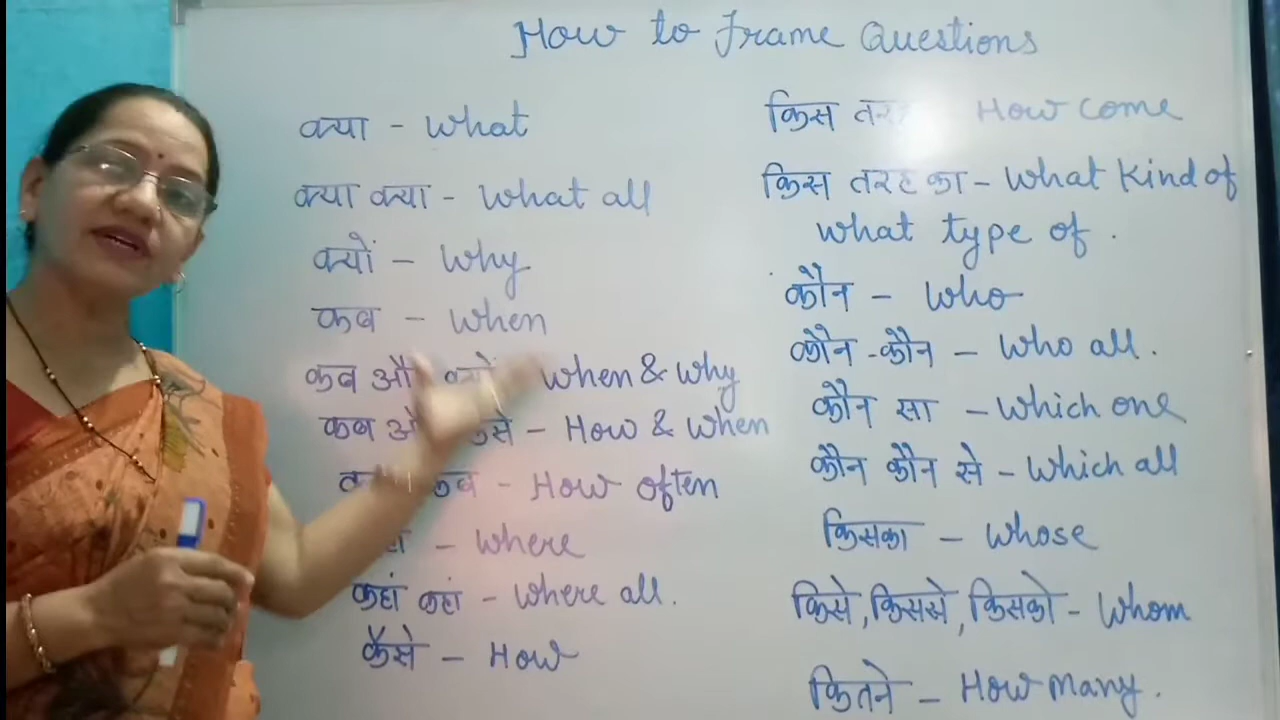 How to Frame Questions
क्या - What
क्या क्या - What all
क्यों - Why
कब - When
कब When & Why
कब - How & When
कब - How often
- Where
कहां कहां - Where all.
कैसे - How
किस How come
किस तरह का - What Kind of
What type of.
कौन - Who
कौन-कौन - Who all.
कौन सा - Which one
कौन कौन से - Which all
किसका - Whose
किसे, किससे, किसको - Whom
कितने - How many.